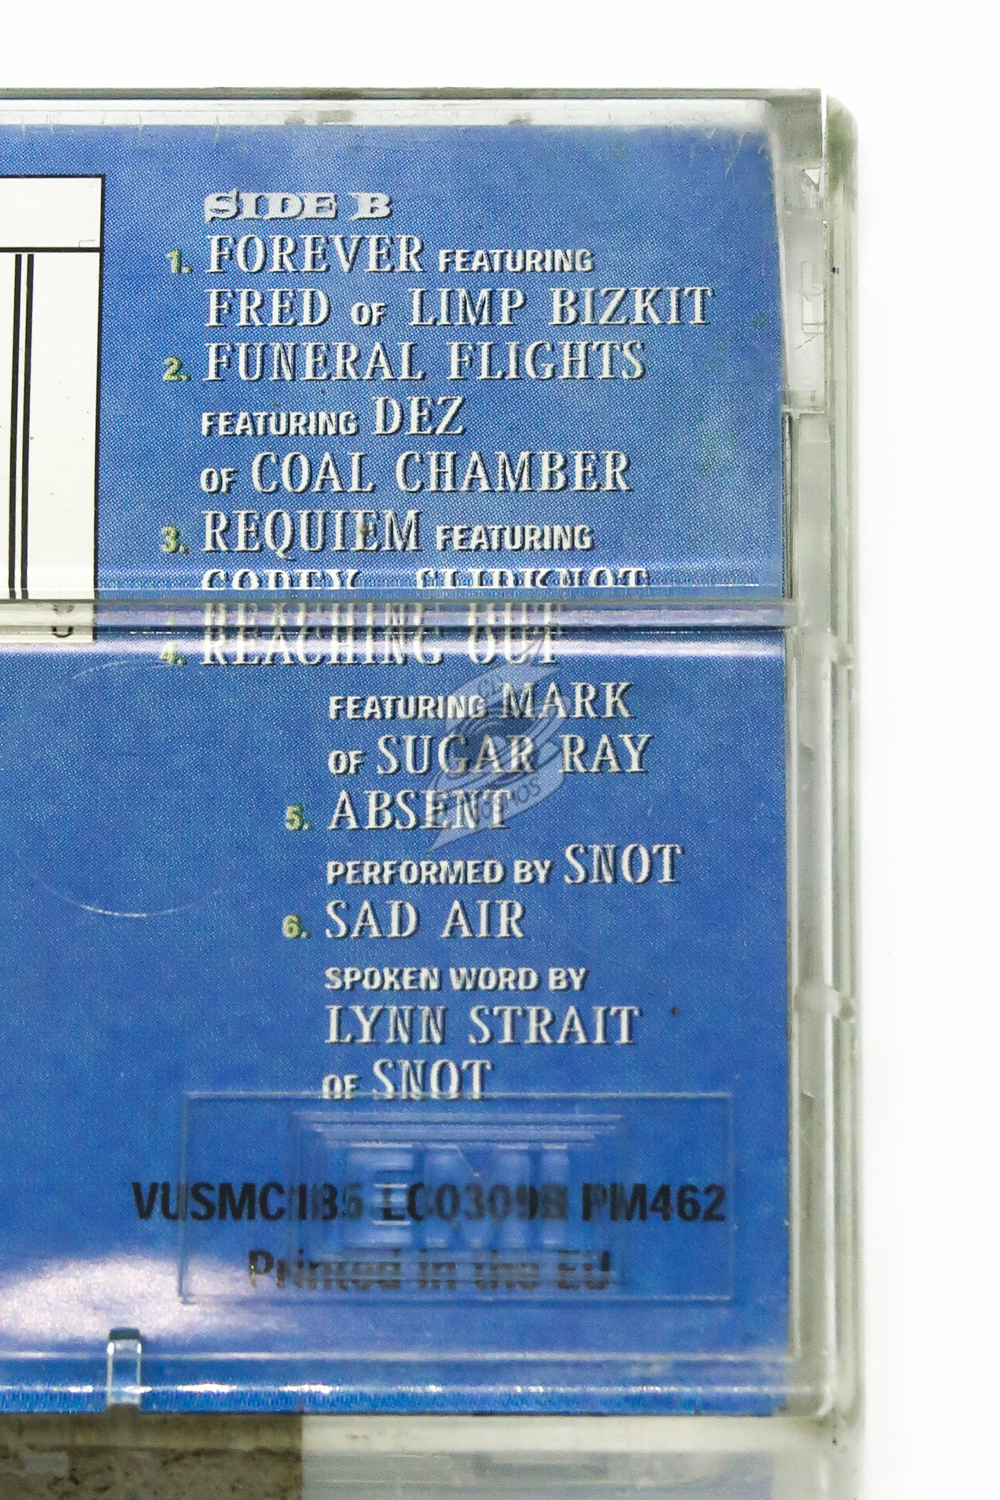 SIDE B
1. FOREVER FEATURING
FRED OF LIMP BIZKIT
2. FUNERAL FLIGHTS
FEATURING DEZ
OF COAL CHAMBER
3. REQUIEM FEATURING
COREY SLIPKNOT
4. REACHING OUT
FEATURING MARK
OF SUGAR RAY
5. ABSENT
PERFORMED BY SNOT
6. SAD AIR
SPOKEN WORD BY
LYNN STRAIT
OF SNOT
EMI
VUSMC185 LC03098 PM462
Printed in the EU